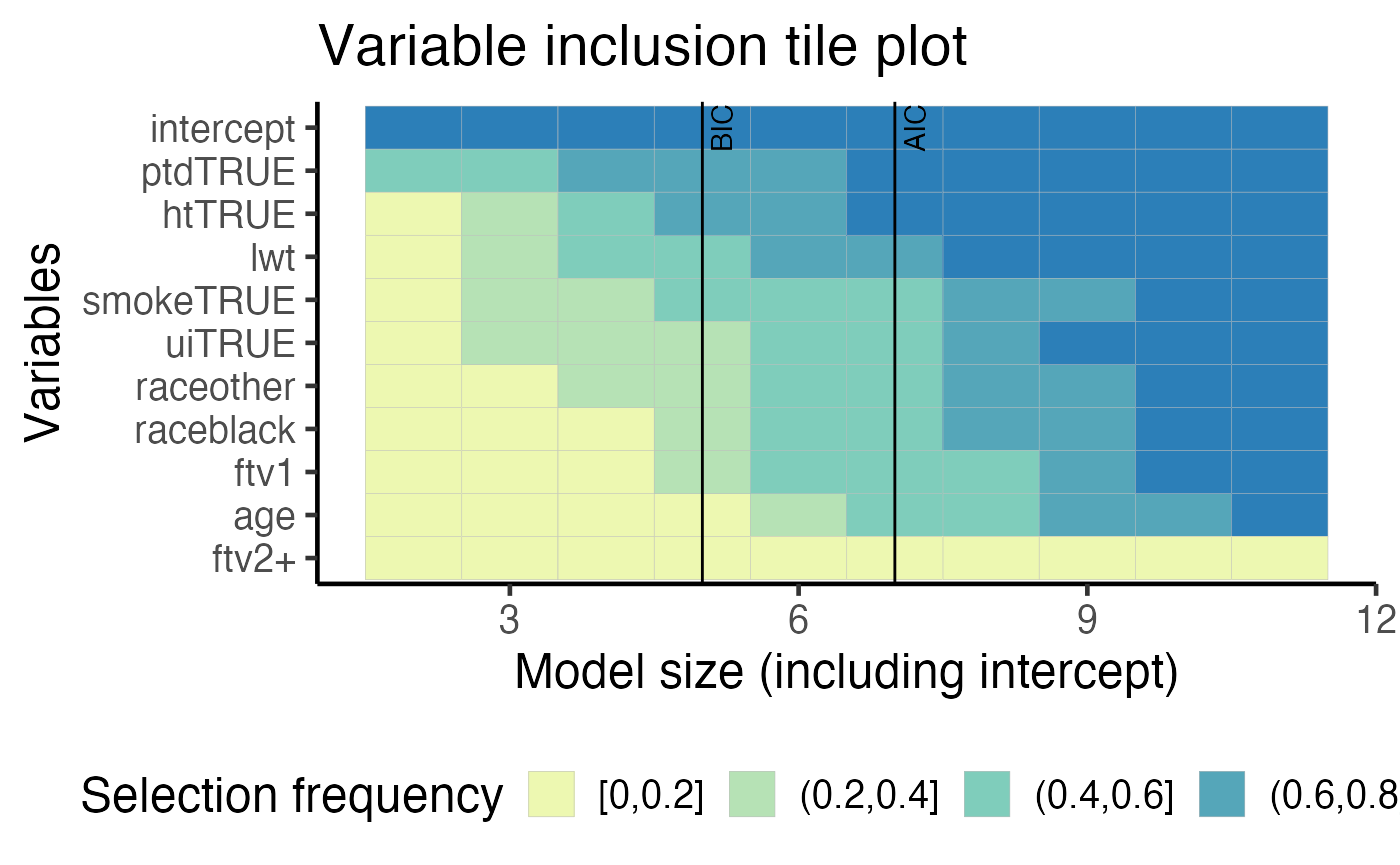 Variable inclusion tile plot
Variables
intercept
ptdTRUE
htTRUE
lwt
smokeTRUE
uiTRUE
raceother
raceblack
ftv1
age
ftv2+
BIC
AIC
3 6 9 12
Model size (including intercept)
Selection frequency [0,0.2] (0.2,0.4] (0.4,0.6] (0.6,0.8